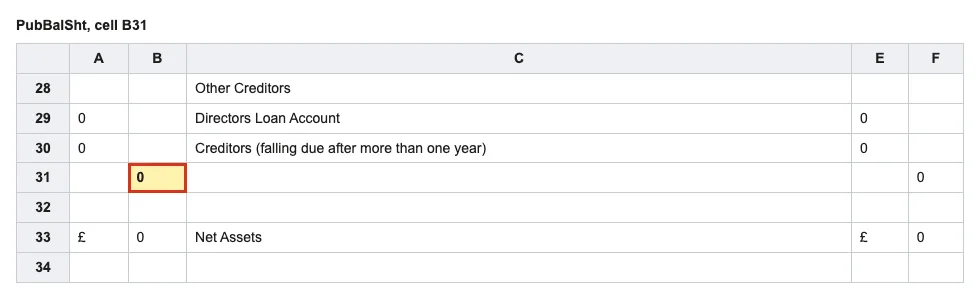 PubBalSht, cell B31
A B C E F
28 Other Creditors
29 0 Directors Loan Account 0
30 0 Creditors (falling due after more than one year) 0
31 0 0
32
33 £ 0 Net Assets £ 0
34